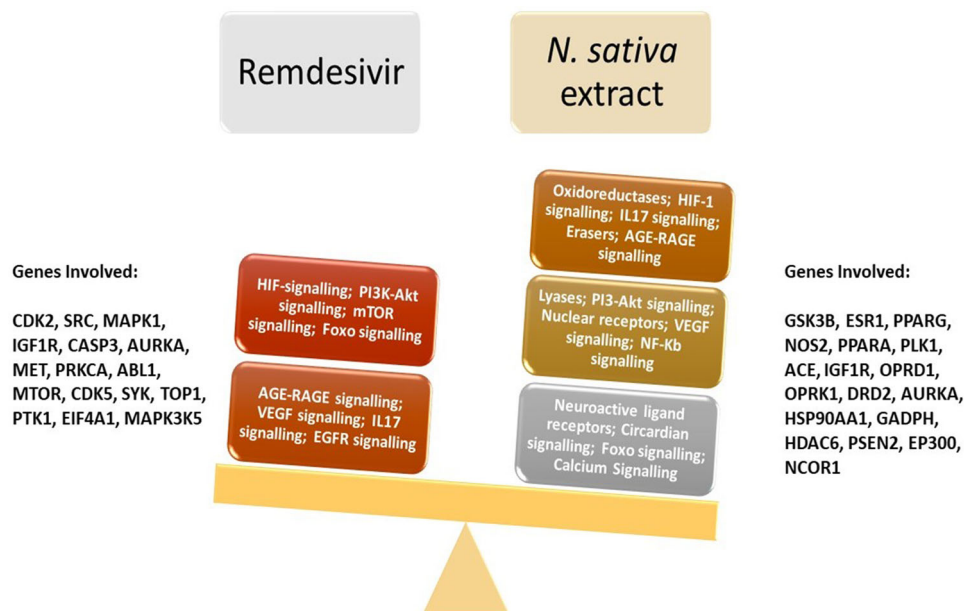 Remdesivir
N. sativa
extract
Genes Involved:
CDK2, SRC, MAPK1,
IGF1R, CASP3, AURKA,
MET, PRKCA, ABL1,
MTOR, CDK5, SYK, TOP1,
PTK1, EIF4A1, MAPK3K5
HIF-signalling; PI3K-Akt
signalling; mTOR
signalling; Foxo signalling
AGE-RAGE signalling;
VEGF signalling; IL17
signalling; EGFR signalling
Oxidoreductases; HIF-1
signalling; IL17 signalling;
Erasers; AGE-RAGE
signalling
Lyases; PI3-Akt signalling;
Nuclear receptors; VEGF
signalling; NF-Kb
signalling
Neuroactive ligand
receptors; Circardian
signalling; Foxo signalling;
Calcium Signalling
Genes Involved:
GSK3B, ESR1, PPARG,
NOS2, PPARA, PLK1,
ACE, IGF1R, OPRD1,
OPRK1, DRD2, AURKA,
HSP90AA1, GADPH,
HDAC6, PSEN2, EP300,
NCOR1